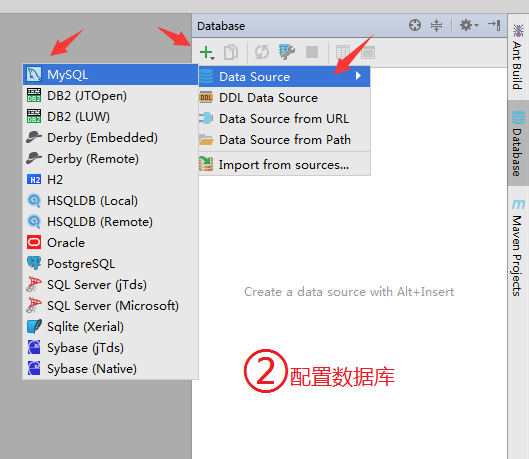 Database
Data Source
DDL Data Source
Data Source from URL
Data Source from Path
Import from sources...
MySQL
DB2 (JTOpen)
DB2 (LUW)
Derby (Embedded)
Derby (Remote)
H2
HSQLDB (Local)
HSQLDB (Remote)
Oracle
PostgreSQL
SQL Server (jTds)
SQL Server (Microsoft)
Sqlite (Xerial)
Sybase (jTds)
Sybase (Native)
Create a data source with Alt+Insert
②配置数据库
Ant Build
Database
Maven Projects